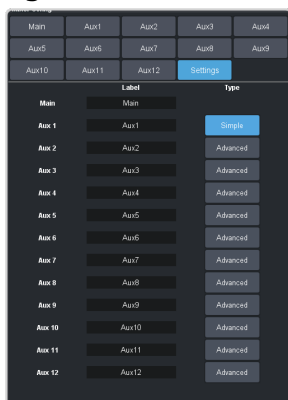 Main Aux1 Aux2 Aux3 Aux4
Aux5 Aux6 Aux7 Aux8 Aux9
Aux10 Aux11 Aux12 Settings
Label Type
Main Main
Aux 1 Aux1 Simple
Aux 2 Aux2 Advanced
Aux 3 Aux3 Advanced
Aux 4 Aux4 Advanced
Aux 5 Aux5 Advanced
Aux 6 Aux6 Advanced
Aux 7 Aux7 Advanced
Aux 8 Aux8 Advanced
Aux 9 Aux9 Advanced
Aux 10 Aux10 Advanced
Aux 11 Aux11 Advanced
Aux 12 Aux12 Advanced